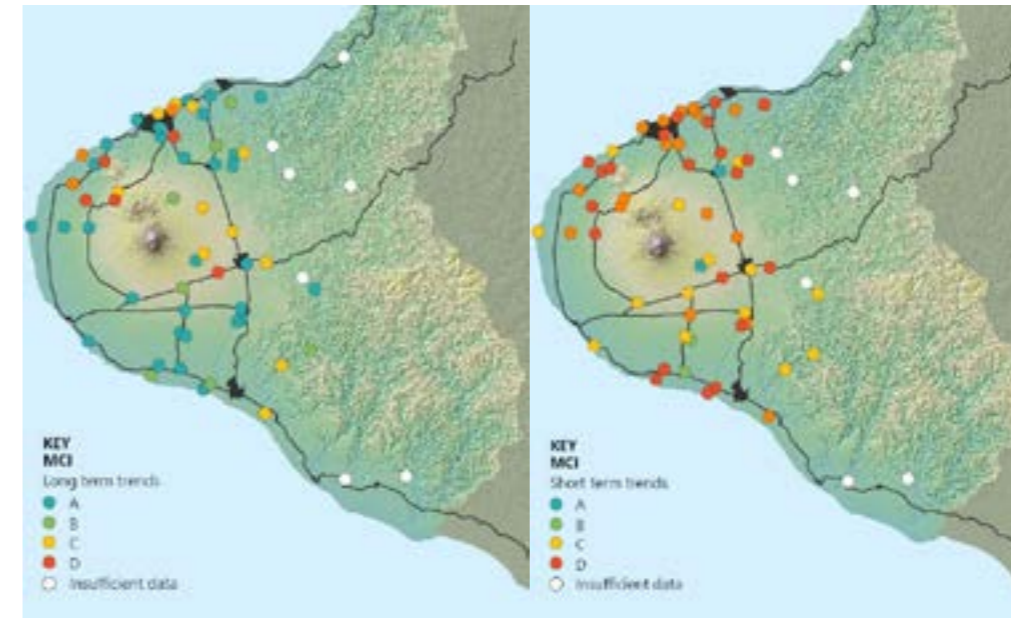 KEY
MCI
Long term trends
A
B
C
D
Insufficient data
KEY
MCI
Short term trends
A
B
C
D
Insufficient data